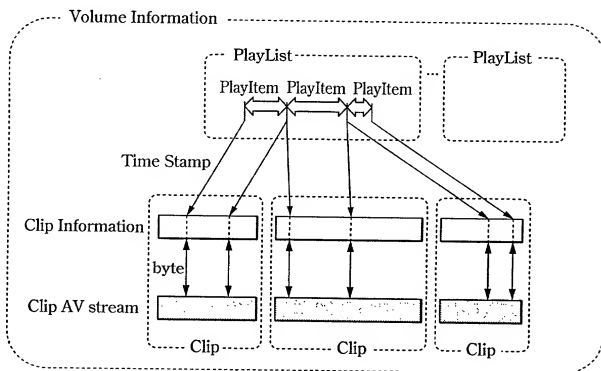 Volume Information
PlayList
PlayList
...
PlayItem PlayItem PlayItem
Time Stamp
Clip Information
byte
Clip AV stream
Clip
Clip
Clip